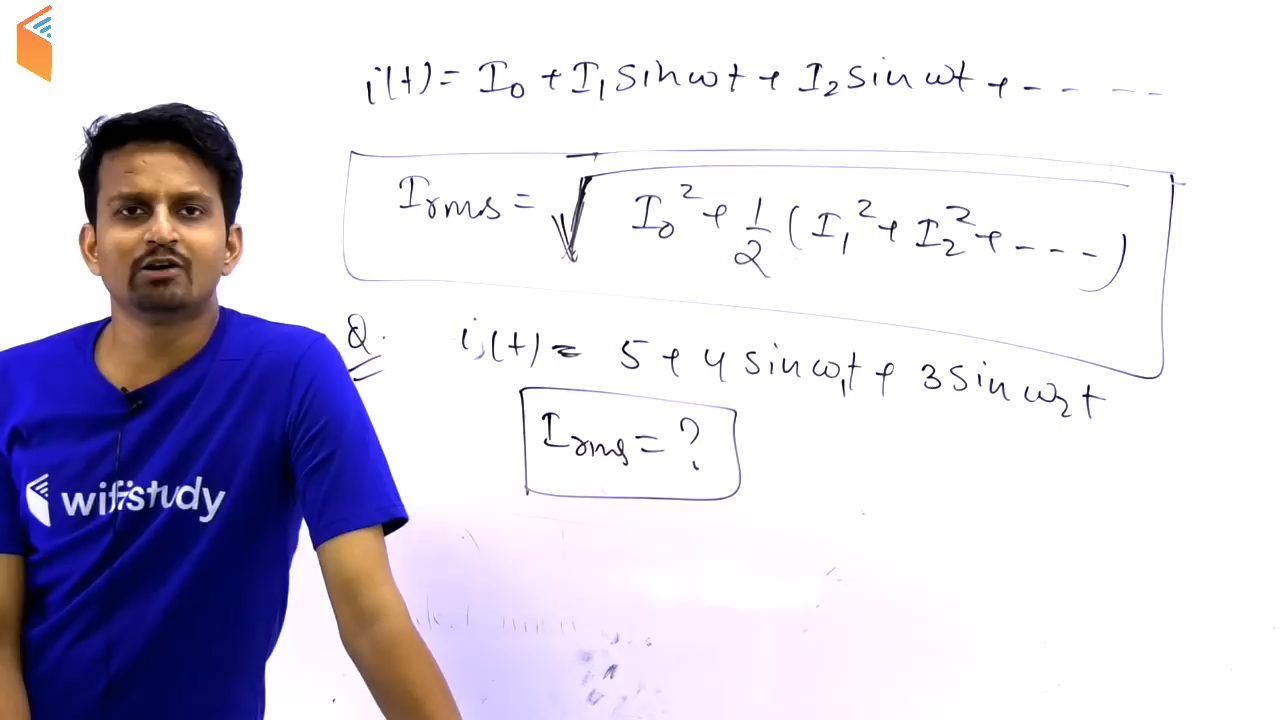 i(t) = I₀ + I₁ sin ωt + I₂ sin ωt + - - - -
Irms = √(I₀² + 1/2 (I₁² + I₂² + - - - ))
Q. i₁(t) = 5 + 4 sin ω₁t + 3 sin ω₂t
Irms = ?
wifistudy